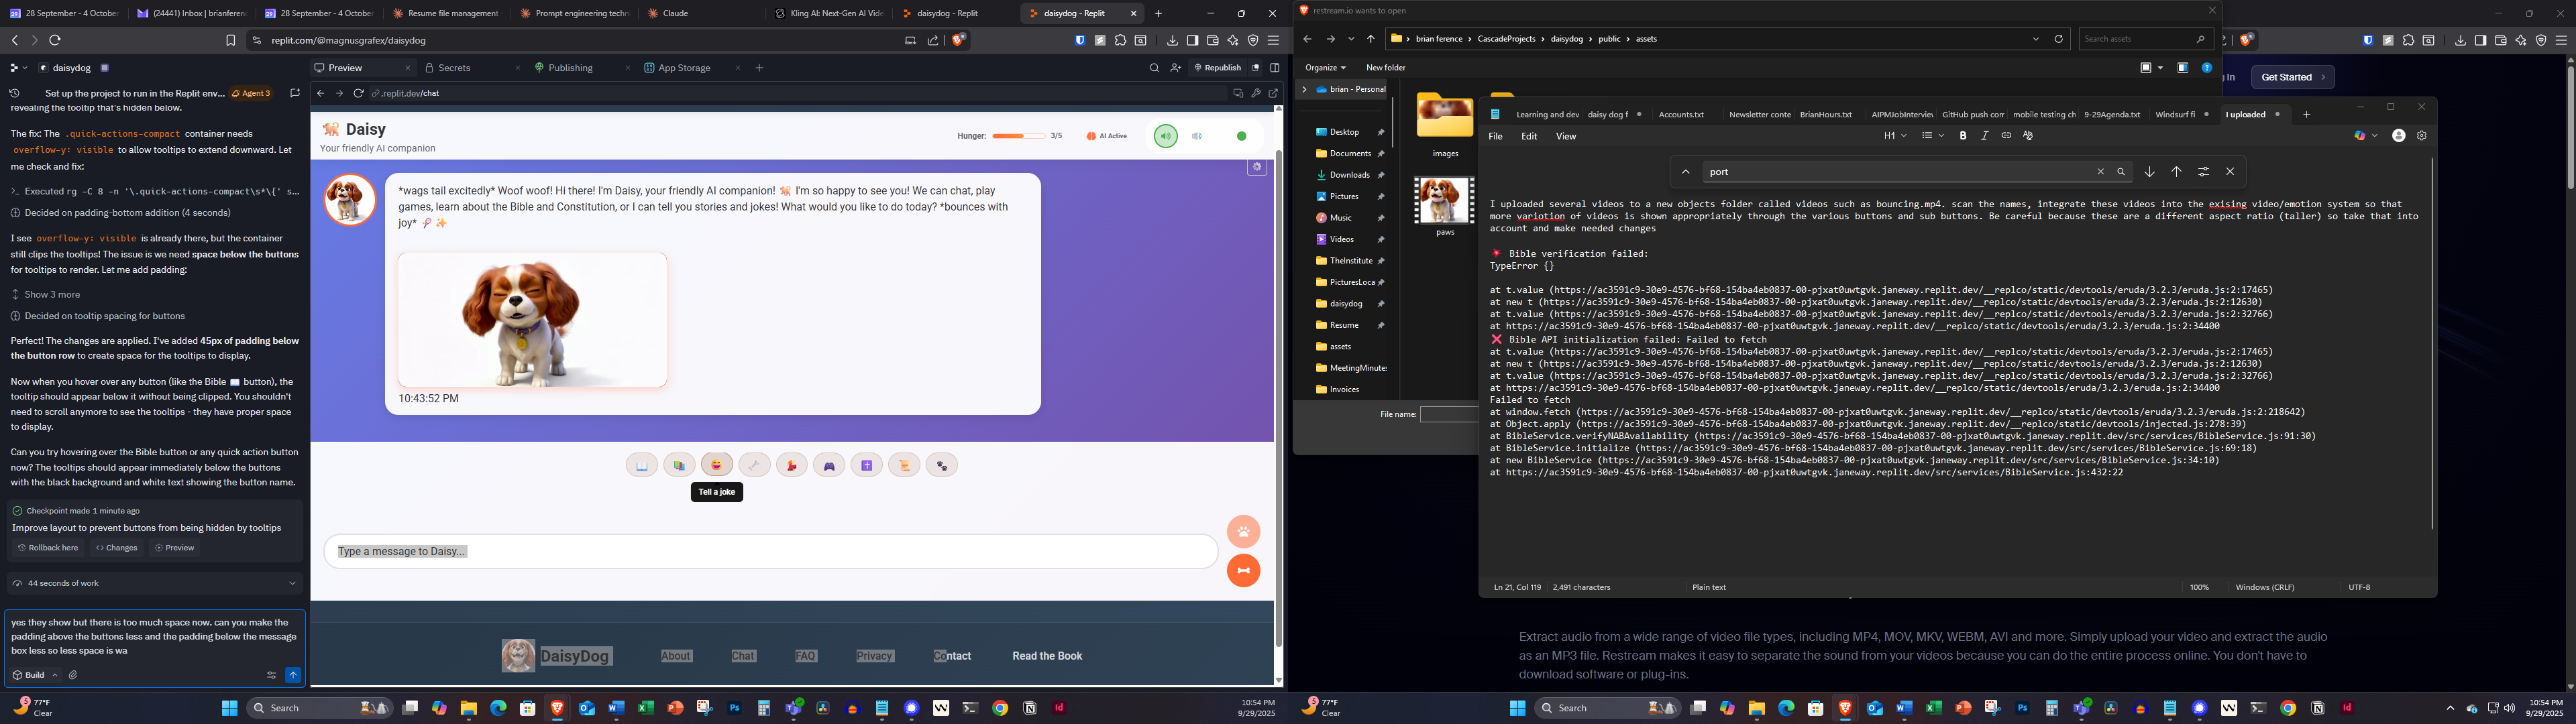 28 September - 4 October
(24441) Inbox | brianferenc
28 September - 4 October
Resume file management
Prompt engineering techn
Claude
Kling AI: Next-Gen AI Vide
daisydog - Replit
daisydog - Replit
replit.com/@magnusgrafex/daisydog
daisydog
Preview
Secrets
Publishing
App Storage
Republish
Set up the project to run in the Replit env...
Agent 3
.replit.dev/chat
revealing the tooltip that's hidden below.
The fix: The .quick-actions-compact container needs
overflow-y: visible to allow tooltips to extend downward. Let
me check and fix:
Executed rg -C 8 -n '\.quick-actions-compact\s*\{' s...
Decided on padding-bottom addition (4 seconds)
I see overflow-y: visible is already there, but the container
still clips the tooltips! The issue is we need space below the buttons
for tooltips to render. Let me add padding:
Show 3 more
Decided on tooltip spacing for buttons
Perfect! The changes are applied. I've added 45px of padding below
the button row to create space for the tooltips to display.
Now when you hover over any button (like the Bible 📖 button), the
tooltip should appear below it without being clipped. You shouldn't
need to scroll anymore to see the tooltips - they have proper space
to display.
Can you try hovering over the Bible button or any quick action button
now? The tooltips should appear immediately below the buttons
with the black background and white text showing the button name.
Checkpoint made 1 minute ago
Improve layout to prevent buttons from being hidden by tooltips
Rollback here
Changes
Preview
44 seconds of work
yes they show but there is too much space now. can you make the
padding above the buttons less and the padding below the message
box less so less space is wa
Build
Daisy
Your friendly AI companion
Hunger:
3/5
AI Active
*wags tail excitedly* Woof woof! Hi there! I'm Daisy, your friendly AI companion! 🐕 I'm so happy to see you! We can chat, play
games, learn about the Bible and Constitution, or I can tell you stories and jokes! What would you like to do today? *bounces with
joy* 🎾 ✨
10:43:52 PM
Tell a joke
Type a message to Daisy...
DaisyDog
About
Chat
FAQ
Privacy
Contact
Read the Book
restream.io wants to open
brian ference
CascadeProjects
daisydog
public
assets
Search assets
Organize
New folder
brian - Personal
Desktop
Documents
Downloads
Pictures
Music
Videos
TheInstitute
PicturesLoca
daisydog
Resume
assets
MeetingMinute
Invoices
images
paws
File name:
Get Started
Learning and dev
daisy dog f
Accounts.txt
Newsletter conte
BrianHours.txt
AIPMJobIntervie
GitHub push com
mobile testing ch
9-29Agenda.txt
Windsurf fi
I uploaded
File
Edit
View
H1
port
I uploaded several videos to a new objects folder called videos such as bouncing.mp4. scan the names, integrate these videos into the exising video/emotion system so that
more variotion of videos is shown appropriately through the various buttons and sub buttons. Be careful because these are a different aspect ratio (taller) so take that into
account and make needed changes
💥 Bible verification failed:
TypeError {}
at t.value (https://ac3591c9-30e9-4576-bf68-154ba4eb0837-00-pjxat0uwtgvk.janeway.replit.dev/__replco/static/devtools/eruda/3.2.3/eruda.js:2:17465)
at new t (https://ac3591c9-30e9-4576-bf68-154ba4eb0837-00-pjxat0uwtgvk.janeway.replit.dev/__replco/static/devtools/eruda/3.2.3/eruda.js:2:12630)
at t.value (https://ac3591c9-30e9-4576-bf68-154ba4eb0837-00-pjxat0uwtgvk.janeway.replit.dev/__replco/static/devtools/eruda/3.2.3/eruda.js:2:32766)
at https://ac3591c9-30e9-4576-bf68-154ba4eb0837-00-pjxat0uwtgvk.janeway.replit.dev/__replco/static/devtools/eruda/3.2.3/eruda.js:2:34400
❌ Bible API initialization failed: Failed to fetch
at t.value (https://ac3591c9-30e9-4576-bf68-154ba4eb0837-00-pjxat0uwtgvk.janeway.replit.dev/__replco/static/devtools/eruda/3.2.3/eruda.js:2:17465)
at new t (https://ac3591c9-30e9-4576-bf68-154ba4eb0837-00-pjxat0uwtgvk.janeway.replit.dev/__replco/static/devtools/eruda/3.2.3/eruda.js:2:12630)
at t.value (https://ac3591c9-30e9-4576-bf68-154ba4eb0837-00-pjxat0uwtgvk.janeway.replit.dev/__replco/static/devtools/eruda/3.2.3/eruda.js:2:32766)
at https://ac3591c9-30e9-4576-bf68-154ba4eb0837-00-pjxat0uwtgvk.janeway.replit.dev/__replco/static/devtools/eruda/3.2.3/eruda.js:2:34400
Failed to fetch
at window.fetch (https://ac3591c9-30e9-4576-bf68-154ba4eb0837-00-pjxat0uwtgvk.janeway.replit.dev/__replco/static/devtools/eruda/3.2.3/eruda.js:2:218642)
at Object.apply (https://ac3591c9-30e9-4576-bf68-154ba4eb0837-00-pjxat0uwtgvk.janeway.replit.dev/__replco/static/devtools/injected.js:278:39)
at BibleService.verifyNABAvailability (https://ac3591c9-30e9-4576-bf68-154ba4eb0837-00-pjxat0uwtgvk.janeway.replit.dev/src/services/BibleService.js:91:30)
at BibleService.initialize (https://ac3591c9-30e9-4576-bf68-154ba4eb0837-00-pjxat0uwtgvk.janeway.replit.dev/src/services/BibleService.js:69:18)
at new BibleService (https://ac3591c9-30e9-4576-bf68-154ba4eb0837-00-pjxat0uwtgvk.janeway.replit.dev/src/services/BibleService.js:34:10)
at https://ac3591c9-30e9-4576-bf68-154ba4eb0837-00-pjxat0uwtgvk.janeway.replit.dev/src/services/BibleService.js:432:22
Ln 21, Col 119
2,491 characters
Plain text
100%
Windows (CRLF)
UTF-8
Extract audio from a wide range of video file types, including MP4, MOV, MKV, WEBM, AVI and more. Simply upload your video and extract the audio
as an MP3 file. Restream makes it easy to separate the sound from your videos because you can do the entire process online. You don't have to
download software or plug-ins.
77°F
Clear
Search
10:54 PM
9/29/2025
77°F
Clear
Search
10:54 PM
9/29/2025